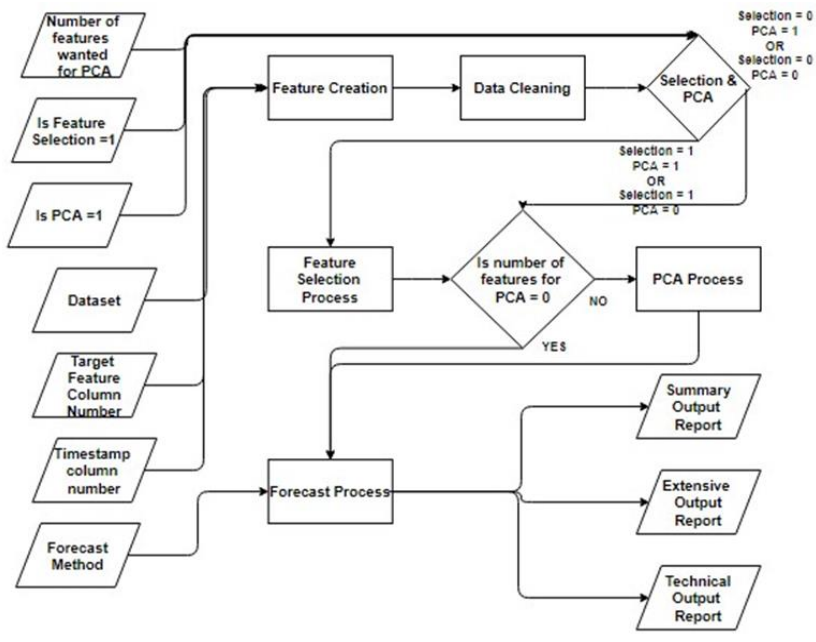 Number of
features
wanted
for PCA
Selection = 0
PCA = 1
OR
Selection = 0
PCA = 0
Feature Creation
Data Cleaning
Selection &
PCA
Is Feature
Selection =1
Selection = 1
PCA = 1
OR
Selection = 1
PCA = 0
Is PCA =1
Feature
Selection
Process
Is number of
features for
PCA = 0
NO
PCA Process
YES
Dataset
Target
Feature
Column
Number
Timestamp
column
number
Forecast
Method
Forecast Process
Summary
Output
Report
Extensive
Output
Report
Technical
Output
Report